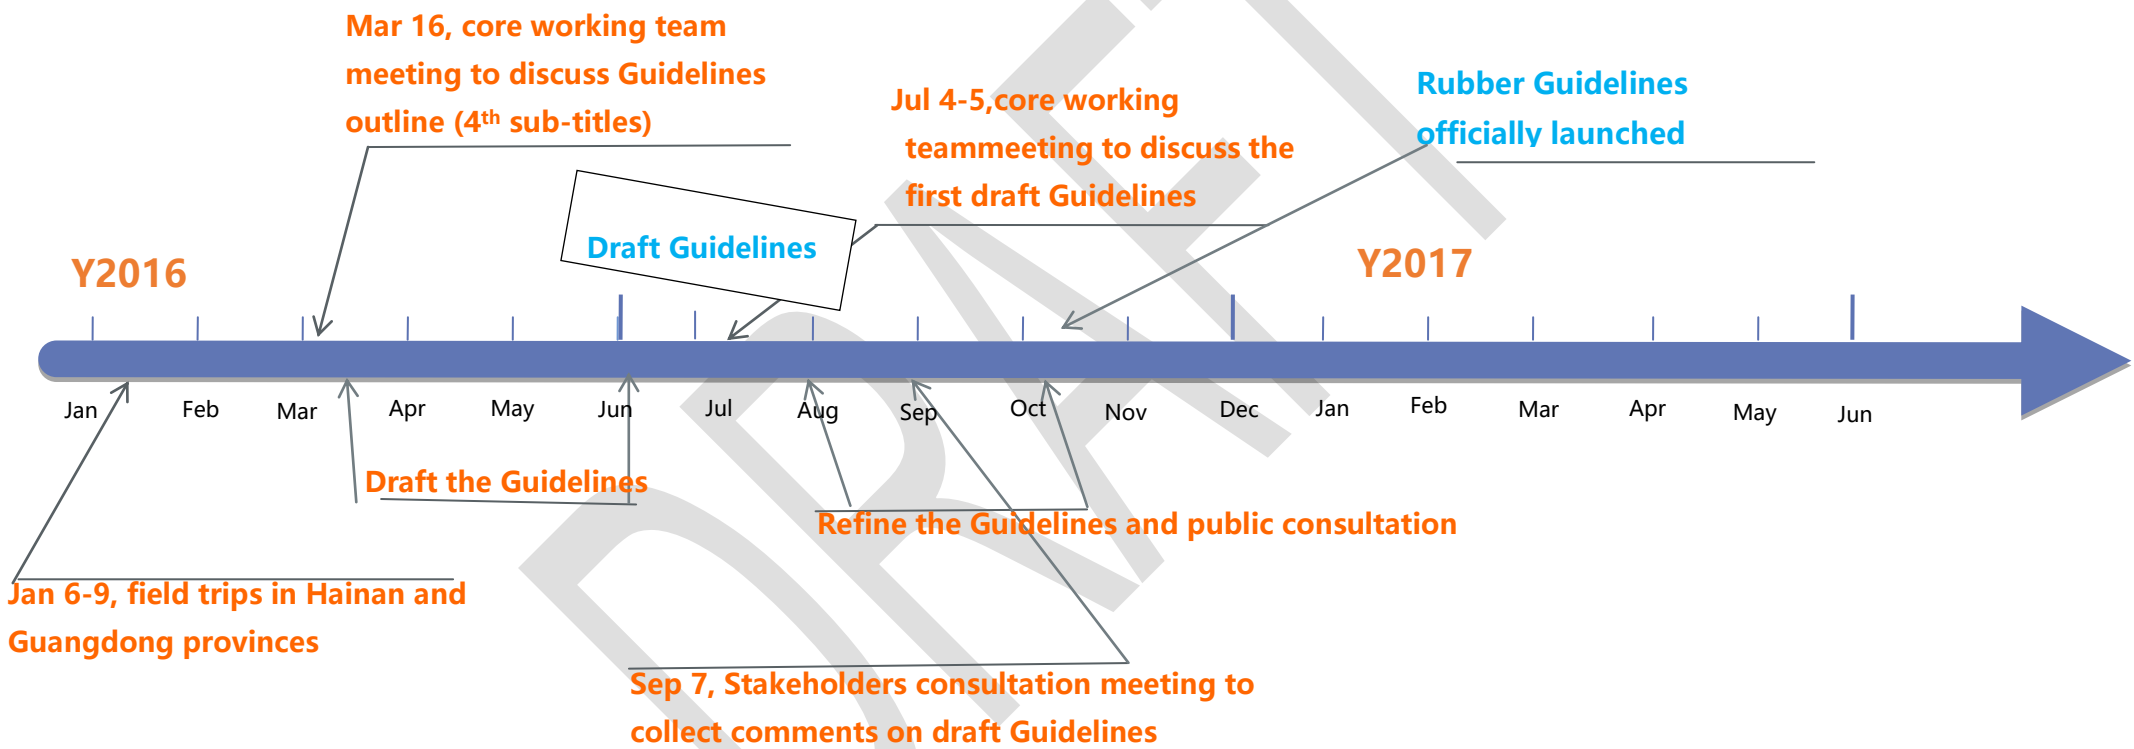 Mar 16, core working team
meeting to discuss Guidelines
outline (4th sub-titles)
Jul 4-5,core working
teammeeting to discuss the
first draft Guidelines
Rubber Guidelines
officially launched
Draft Guidelines
Y2016
Y2017
Jan Feb Mar Apr May Jun Jul Aug Sep Oct Nov Dec Jan Feb Mar Apr May Jun
Draft the Guidelines
Refine the Guidelines and public consultation
Jan 6-9, field trips in Hainan and
Guangdong provinces
Sep 7, Stakeholders consultation meeting to
collect comments on draft Guidelines
DRAFT